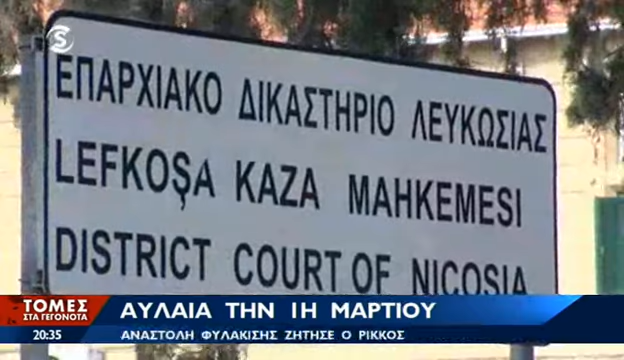 ΕΠΑΡΧΙΑΚΟ ΔΙΚΑΣΤΗΡΙΟ ΛΕΥΚΩΣΙΑΣ
LEFKOŞA KAZA MAHKEMESI
DISTRICT COURT OF NICOSIA
ΤΟΜΕΣ
ΣΤΑ ΓΕΓΟΝΟΤΑ
ΑΥΛΑΙΑ ΤΗΝ 1Η ΜΑΡΤΙΟΥ
20:35
ΑΝΑΣΤΟΛΗ ΦΥΛΑΚΙΣΗΣ ΖΗΤΗΣΕ Ο ΡΙΚΚΟΣ